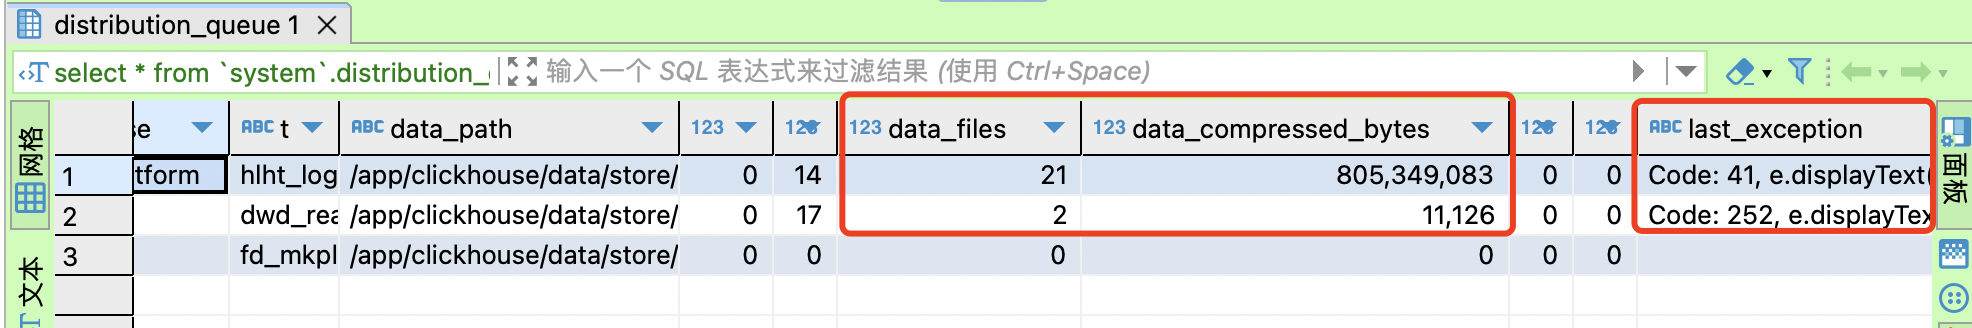 distribution_queue 1
select * from `system`.distribution_ 输入一个 SQL 表达式来过滤结果 (使用 Ctrl+Space)
网格
文本
面板
se ABC t ABC data_path 123 123 123 data_files 123 data_compressed_bytes 123 123 ABC last_exception
1 tform hlht_log /app/clickhouse/data/store/ 0 14 21 805,349,083 0 0 Code: 41, e.displayText(
2 dwd_rea /app/clickhouse/data/store/ 0 17 2 11,126 0 0 Code: 252, e.displayTex
3 fd_mkpl /app/clickhouse/data/store/ 0 0 0 0 0 0